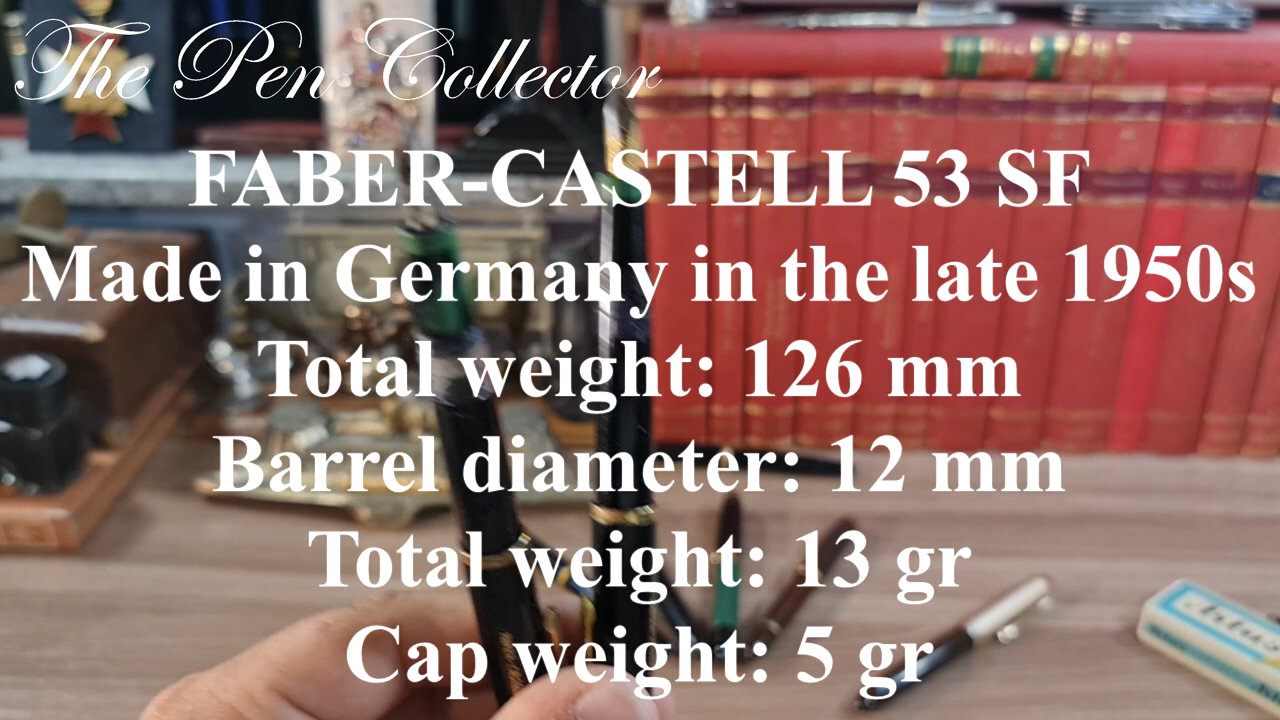 The Pen Collector
FABER-CASTELL 53 SF
Made in Germany in the late 1950s
Total weight: 126 mm
Barrel diameter: 12 mm
Total weight: 13 gr
Cap weight: 5 gr